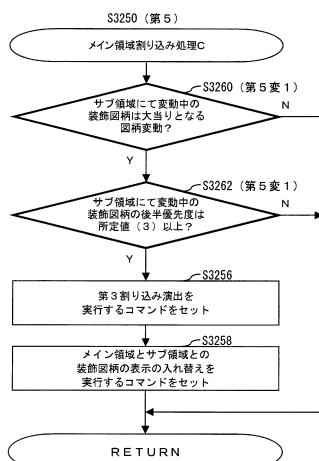 S3250（第５）
メイン領域割り込み処理Ｃ
S3260（第５変１）
サブ領域にて変動中の
装飾図柄は大当りとなる
図柄変動？
N
Y
S3262（第５変１）
サブ領域にて変動中の
装飾図柄の後半優先度は
所定値（３）以上？
N
Y
S3256
第３割り込み演出を
実行するコマンドをセット
S3258
メイン領域とサブ領域との
装飾図柄の表示の入れ替えを
実行するコマンドをセット
ＲＥＴＵＲＮ